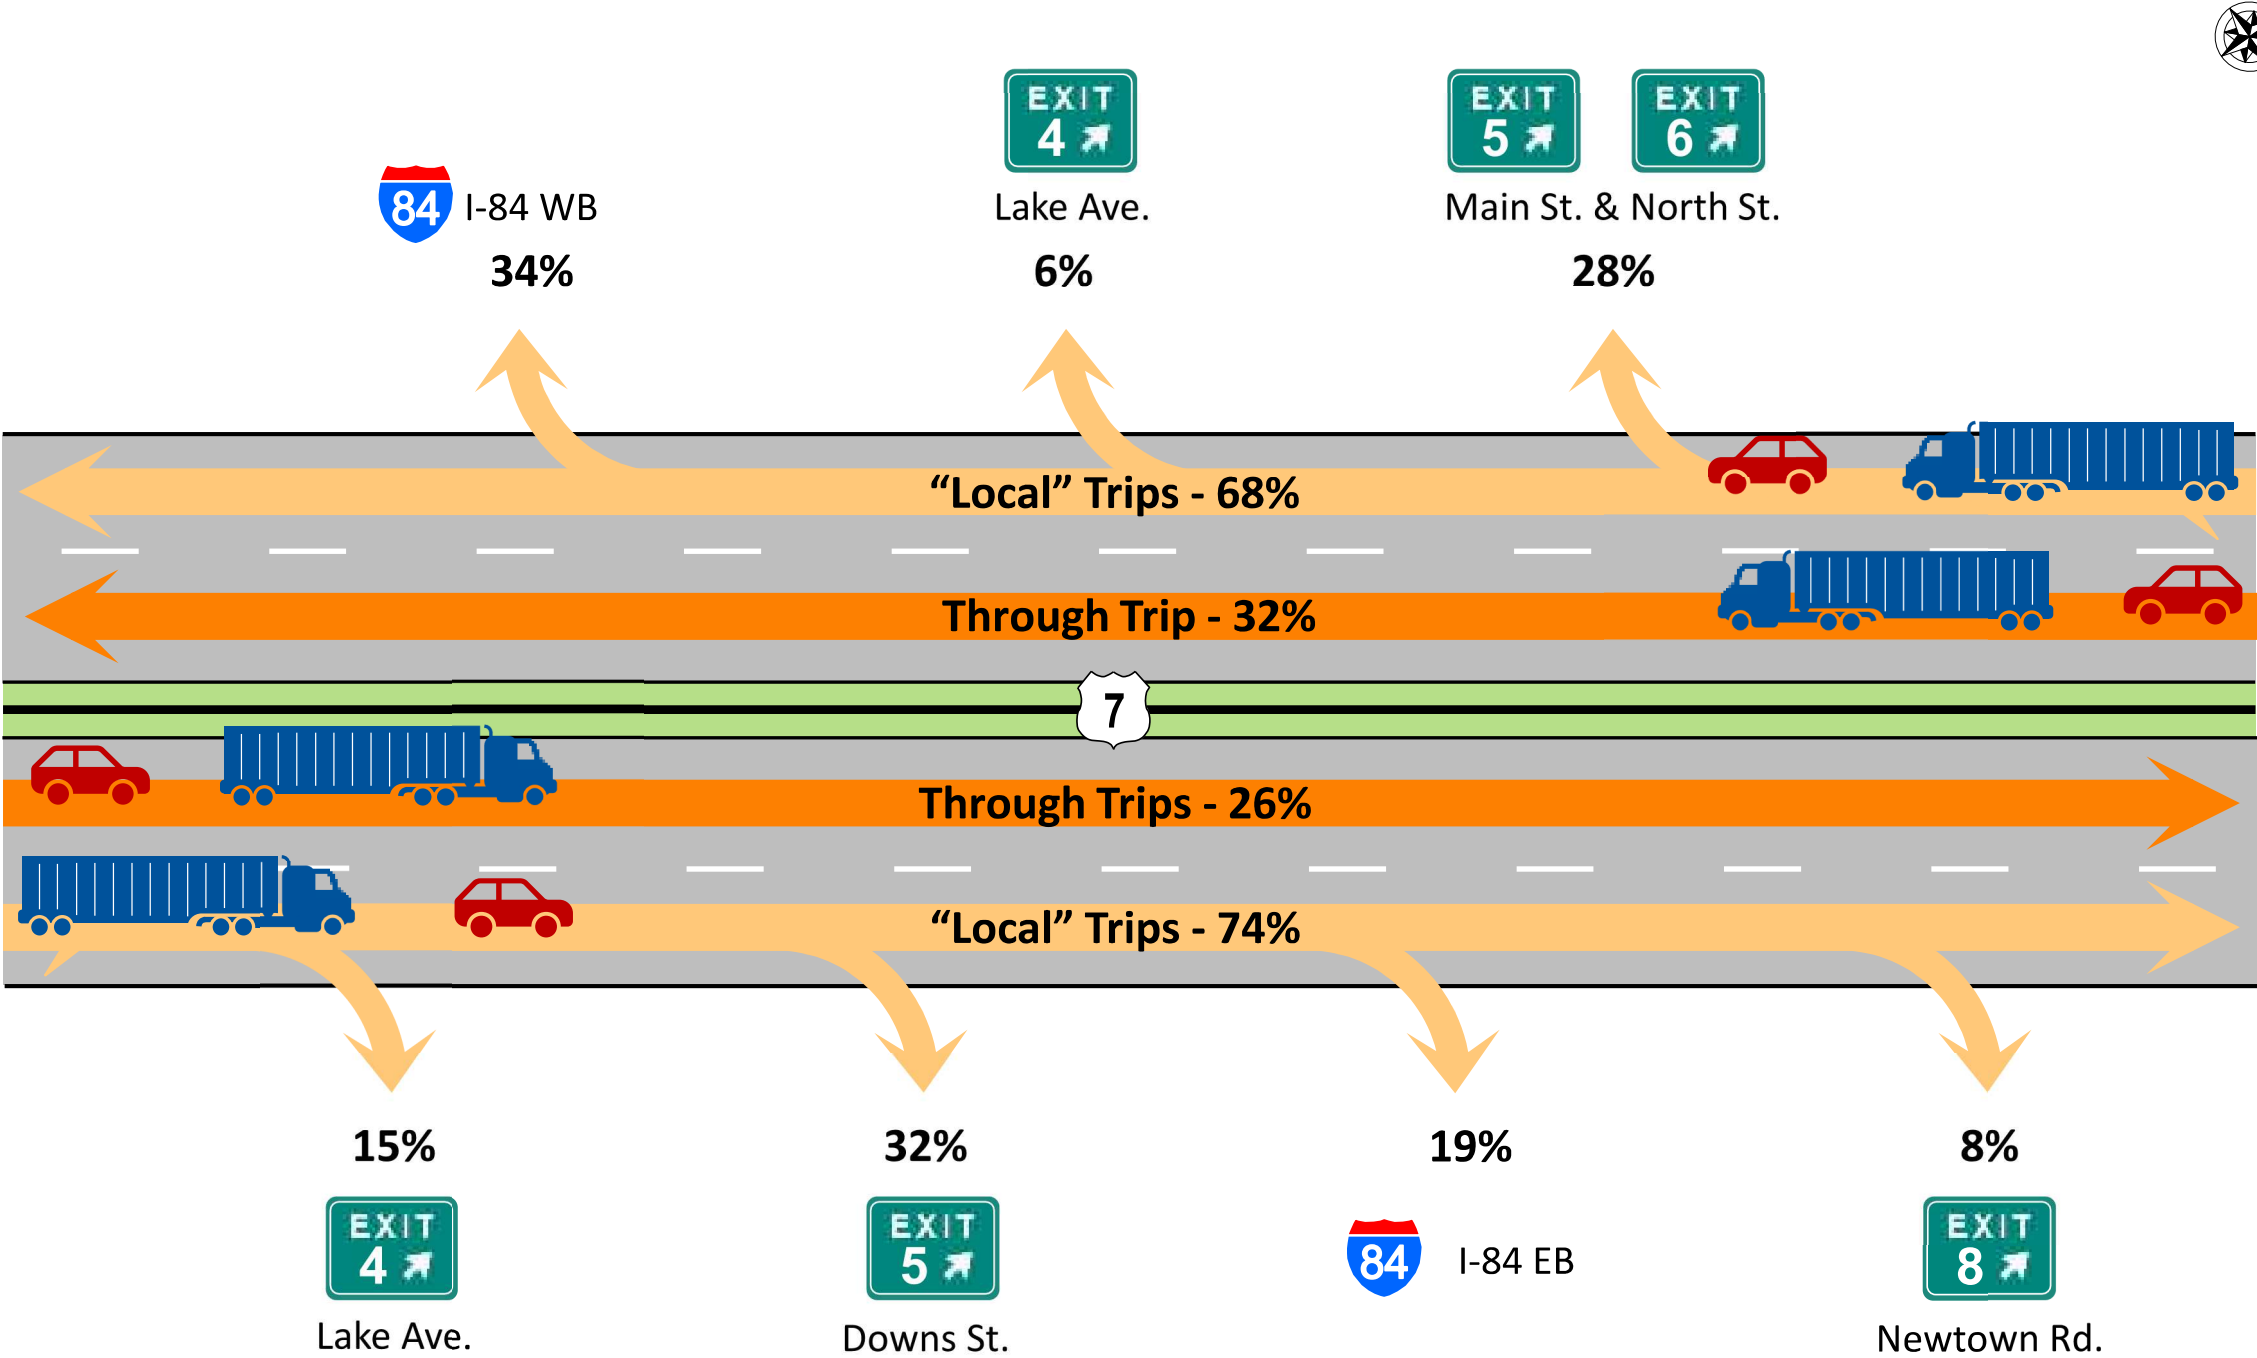 EXIT
4
EXIT
5
EXIT
6
84
I-84 WB
Lake Ave.
Main St. & North St.
34%
6%
28%
“Local” Trips - 68%
Through Trip - 32%
7
Through Trips - 26%
“Local” Trips - 74%
15%
32%
19%
8%
EXIT
4
EXIT
5
84
I-84 EB
EXIT
8
Lake Ave.
Downs St.
Newtown Rd.